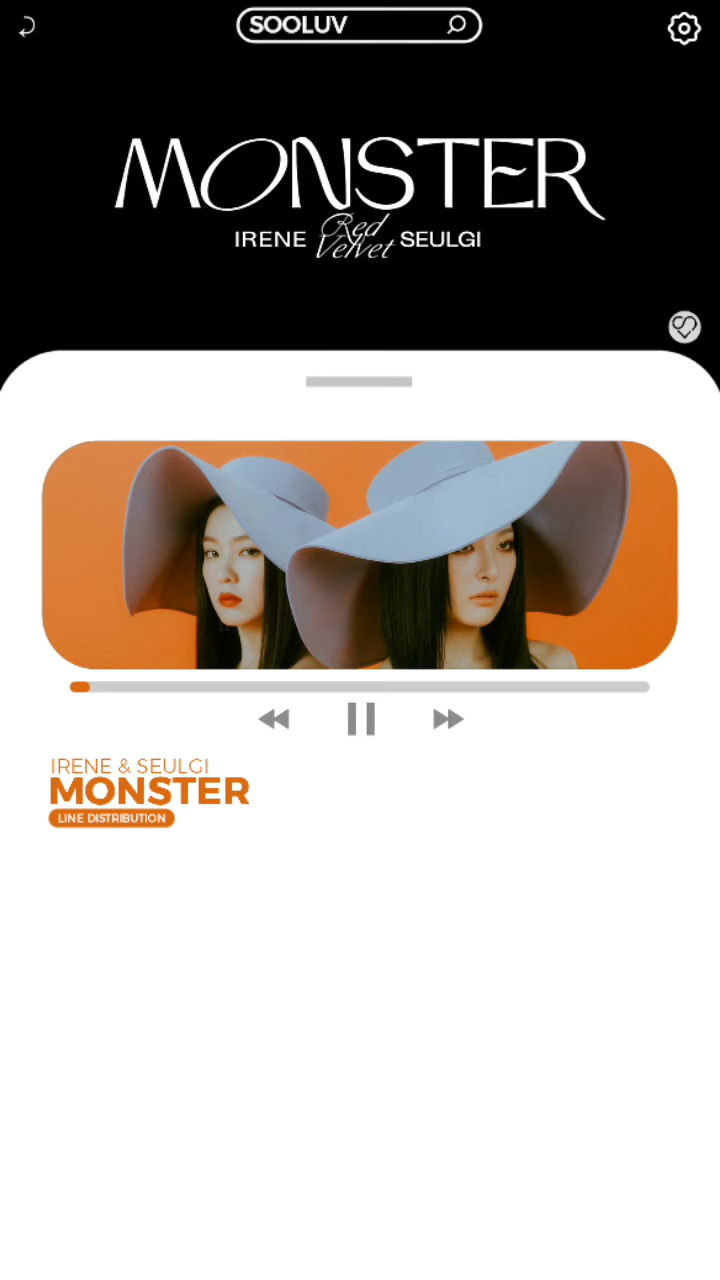 SOOLUV
MONSTER
IRENE Red Velvet SEULGI
IRENE & SEULGI
MONSTER
LINE DISTRIBUTION